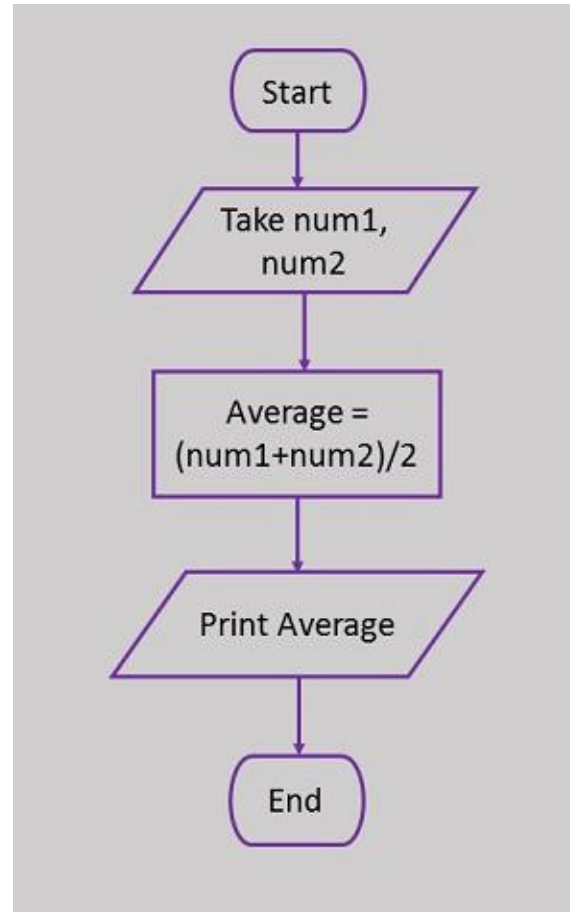 Start
Take num1,
num2
Average =
(num1+num2)/2
Print Average
End